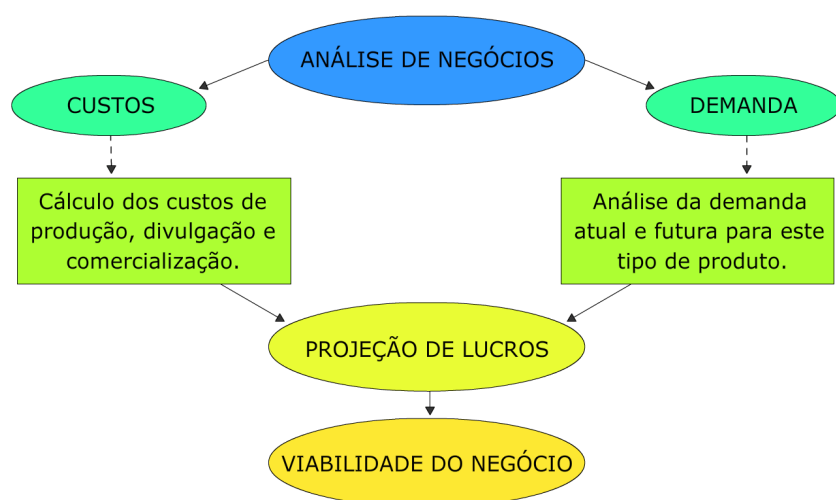 ANÁLISE DE NEGÓCIOS
CUSTOS
DEMANDA
Cálculo dos custos de
produção, divulgação e
comercialização.
Análise da demanda
atual e futura para este
tipo de produto.
PROJEÇÃO DE LUCROS
VIABILIDADE DO NEGÓCIO